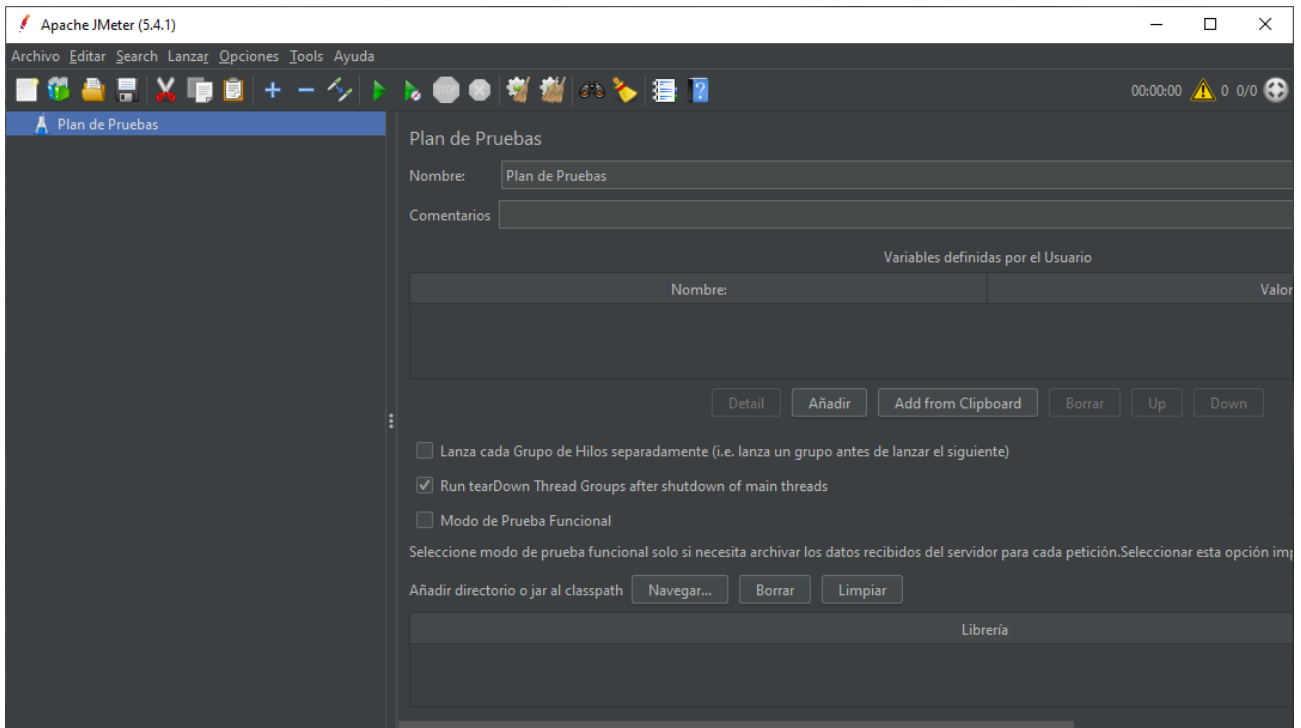 Apache JMeter (5.4.1)
Archivo Editar Search Lanzar Opciones Tools Ayuda
STOP 00:00:00 0 0/0
Plan de Pruebas
Plan de Pruebas
Nombre: Plan de Pruebas
Comentarios
Variables definidas por el Usuario
Nombre: Valor
Detail Añadir Add from Clipboard Borrar Up Down
Lanza cada Grupo de Hilos separadamente (i.e. lanza un grupo antes de lanzar el siguiente)
Run tearDown Thread Groups after shutdown of main threads
Modo de Prueba Funcional
Seleccione modo de prueba funcional solo si necesita archivar los datos recibidos del servidor para cada petición.Seleccionar esta opción
Añadir directorio o jar al classpath Navegar... Borrar Limpiar
Librería